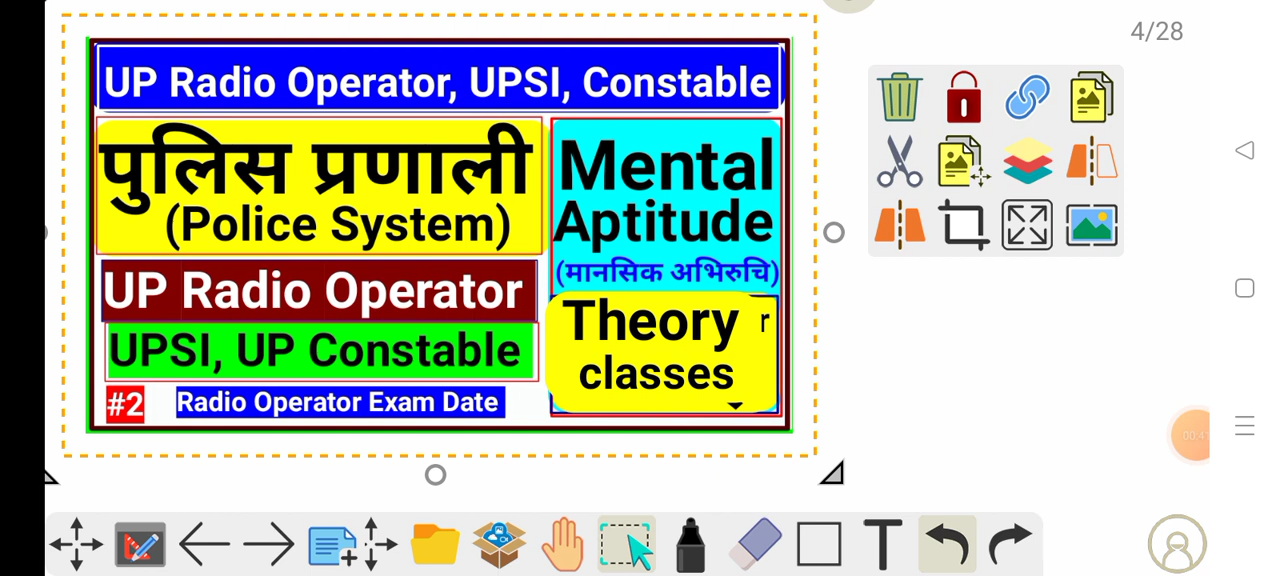 4/28
UP Radio Operator, UPSI, Constable
पुलिस प्रणाली
(Police System)
UP Radio Operator
UPSI, UP Constable
#2 Radio Operator Exam Date
Mental
Aptitude
(मानसिक अभिरुचि)
Theory r
classes